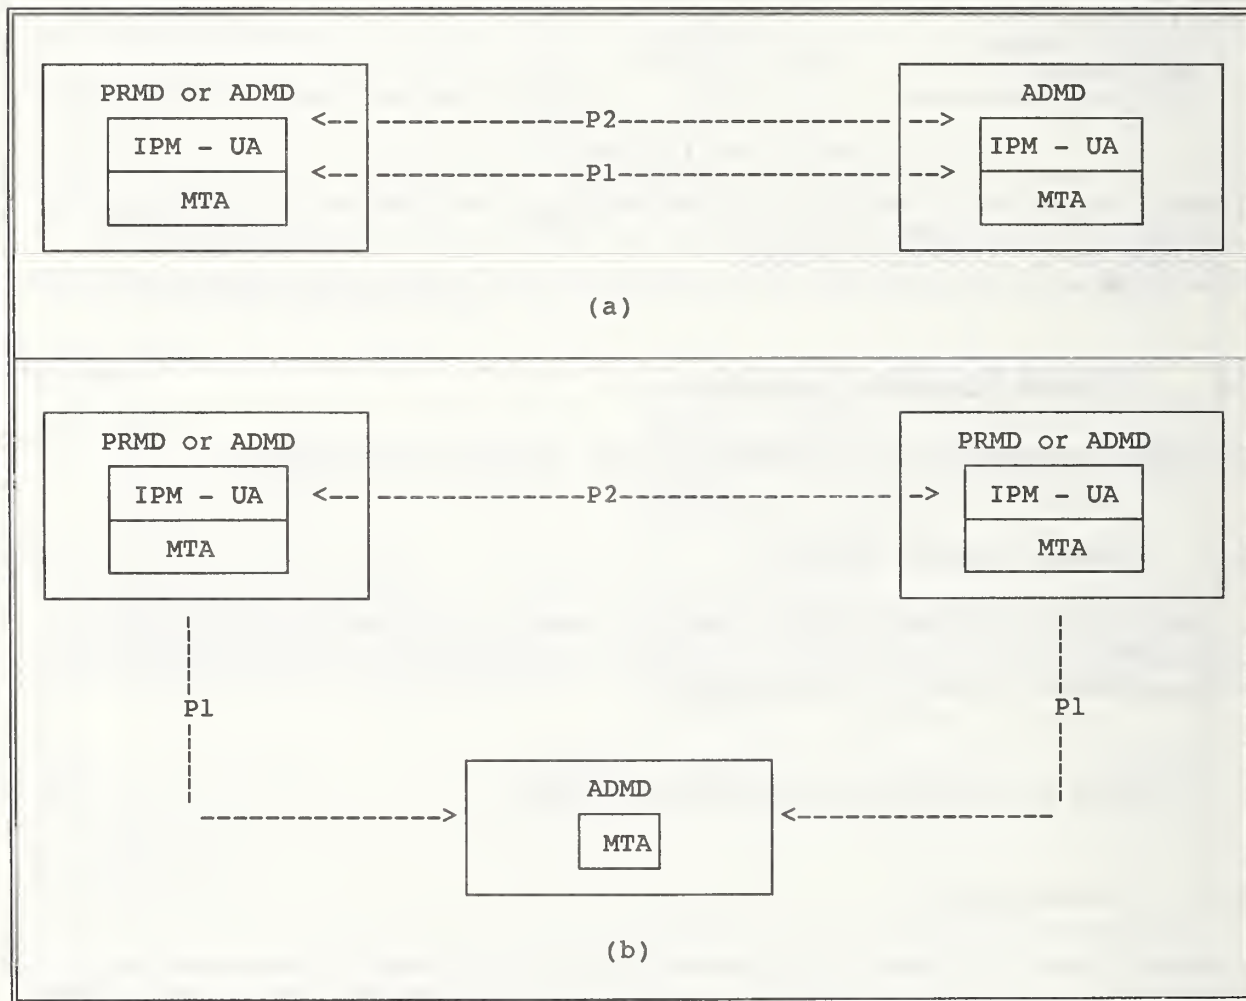 PRMD or ADMD
ADMD
<-- -------------P2----------------- -->
IPM - UA
IPM - UA
<-- -------------P1----------------- -->
MTA
MTA
(a)
PRMD or ADMD
PRMD or ADMD
IPM - UA
<-- -------------P2----------------- ->
IPM - UA
MTA
MTA
P1
P1
ADMD
--------------->
<----------------
MTA
(b)